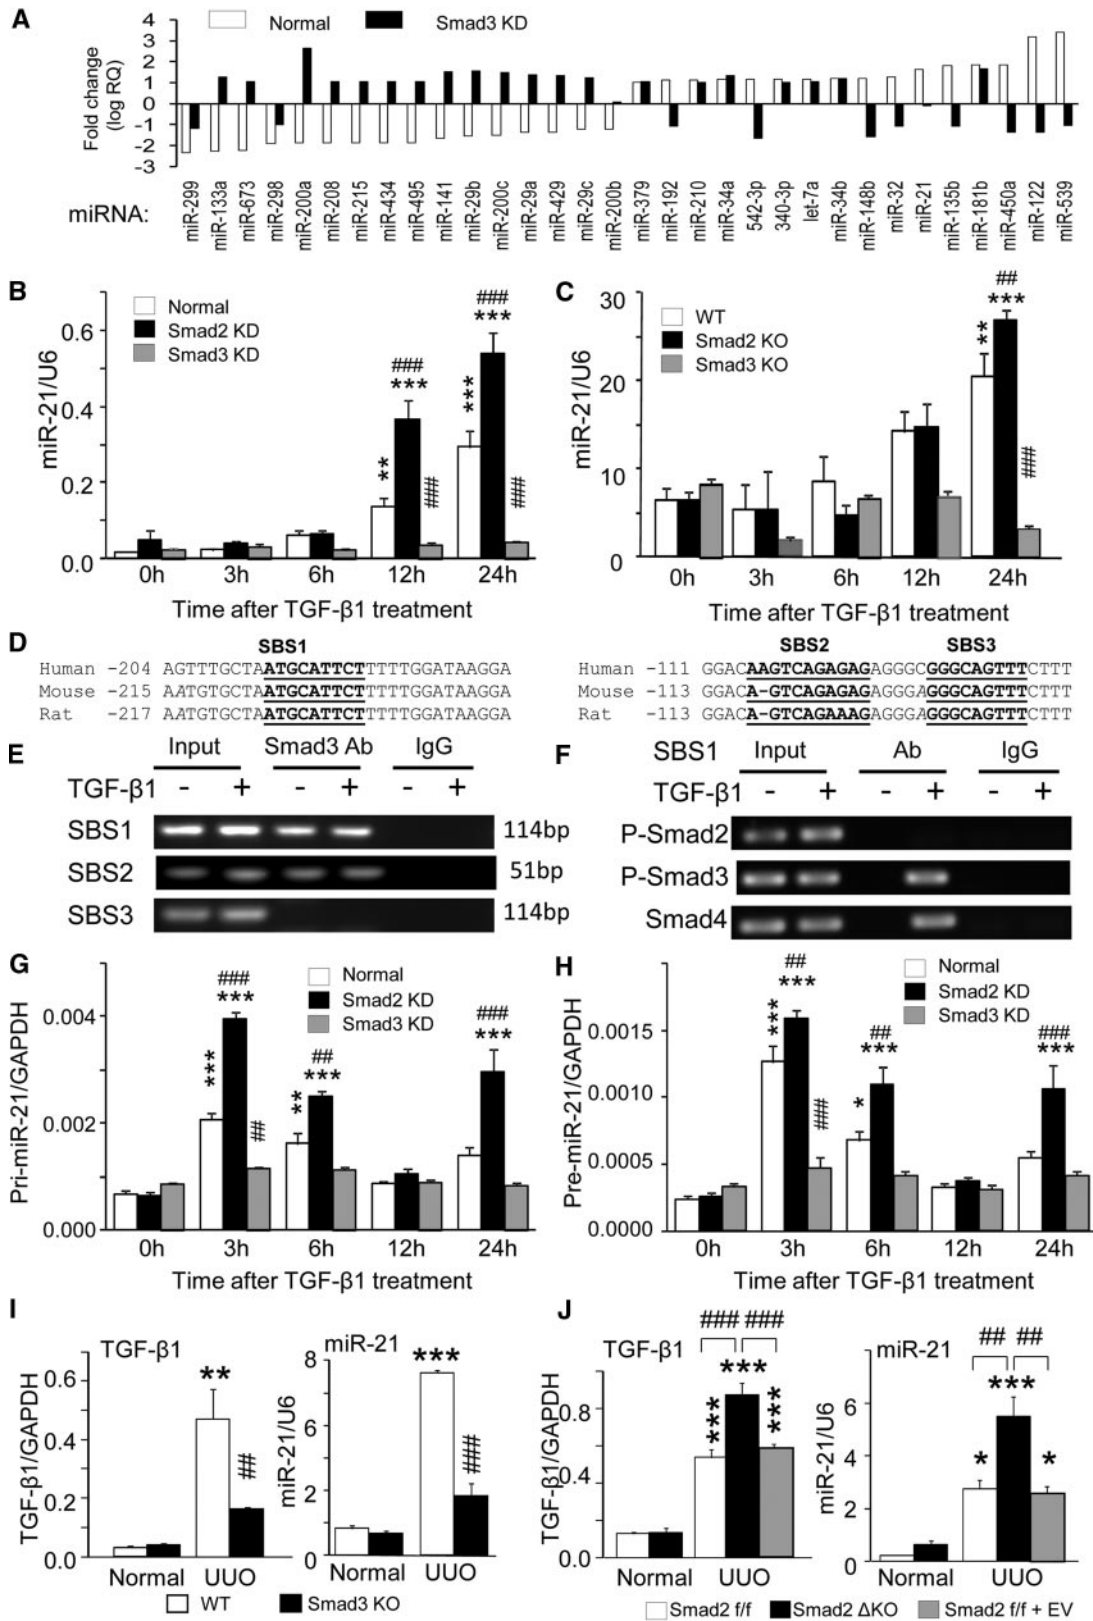 A
Normal
Smad3 KD
Fold change
(log RQ)
4
3
2
1
0
-1
-2
-3
miRNA:
miR-299
miR-133a
miR-673
miR-298
miR-200a
miR-208
miR-215
miR-434
miR-485
miR-141
miR-29b
miR-200c
miR-29a
miR-429
miR-29c
miR-200b
miR-379
miR-192
miR-210
miR-34a
542-3p
340-3p
let-7a
miR-34b
miR-148b
miR-32
miR-21
miR-135b
miR-181b
miR-450a
miR-122
miR-539
B
Normal
Smad2 KD
Smad3 KD
miR-21/U6
0.6
0.4
0.2
0.0
**
###
***
###
***
###
***
###
0h 3h 6h 12h 24h
Time after TGF-β1 treatment
C
WT
Smad2 KO
Smad3 KO
miR-21/U6
30
20
10
0
**
##
***
###
0h 3h 6h 12h 24h
Time after TGF-β1 treatment
D
SBS1
Human -204 AGTTTGCTAATGCATTCTTTTTGGATAAGGA
Mouse -215 AATGTGCTAATGCATTCTTTTTGGATAAGGA
Rat -217 AATGTGCTAATGCATTCTTTTTGGATAAGGA
SBS2 SBS3
Human -111 GGACAAGTCAGAGAGAGGGCGGGCAGTTTCTTT
Mouse -113 GGACA-GTCAGAGAGAGGGAGGGCAGTTTCTTT
Rat -113 GGACA-GTCAGAAAGAGGGAGGGCAGTTTCTTT
E
Input Smad3 Ab IgG
TGF-β1 - + - + - +
SBS1 114bp
SBS2 51bp
SBS3 114bp
F
SBS1 Input Ab IgG
TGF-β1 - + - + - +
P-Smad2
P-Smad3
Smad4
G
Normal
Smad2 KD
Smad3 KD
Pri-miR-21/GAPDH
0.004
0.002
0.000
***
###
***
##
**
##
***
###
***
0h 3h 6h 12h 24h
Time after TGF-β1 treatment
H
Normal
Smad2 KD
Smad3 KD
Pre-miR-21/GAPDH
0.0015
0.0010
0.0005
0.0000
***
##
***
###
*
##
***
###
***
0h 3h 6h 12h 24h
Time after TGF-β1 treatment
I
TGF-β1
TGF-β1/GAPDH
0.6
0.4
0.2
0.0
**
##
Normal UUO
miR-21
miR-21/U6
8
6
2
0
***
###
Normal UUO
WT Smad3 KO
J
TGF-β1
TGF-β1/GAPDH
0.8
0.4
0.0
### ###
***
***
***
Normal UUO
miR-21
miR-21/U6
6
4
2
0
## ##
*
***
*
Normal UUO
Smad2 f/f Smad2 ΔKO Smad2 f/f + EV